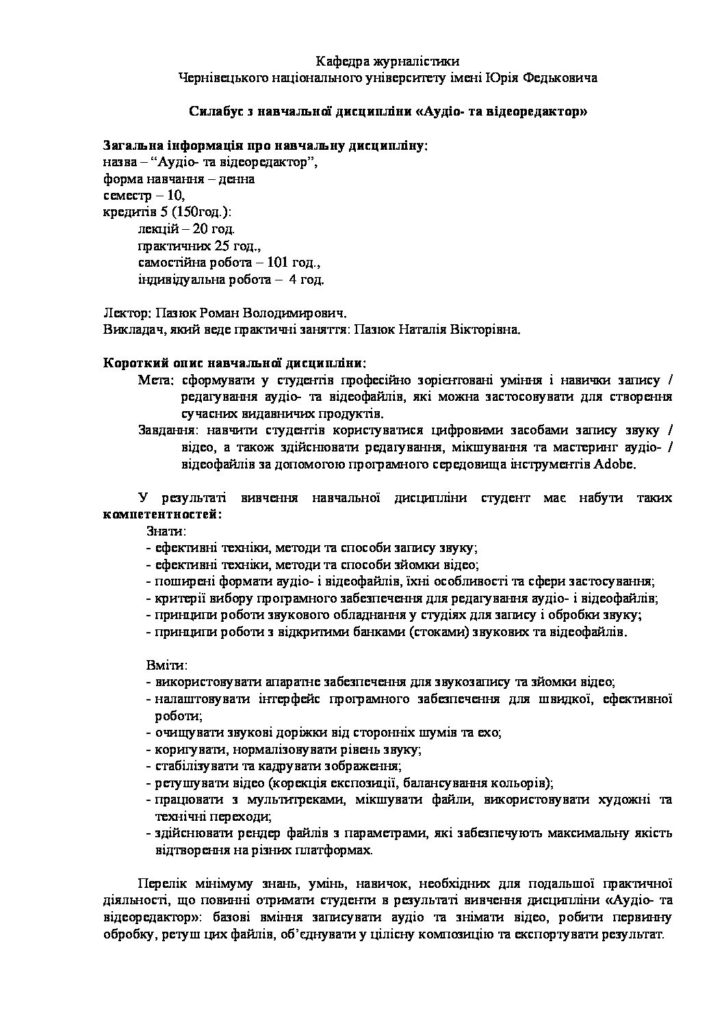 Кафедра журналістики
Чернівецького національного університету імені Юрія Федьковича
Силабус з навчальної дисципліни «Аудіо- та відеоредактор»
Загальна інформація про навчальну дисципліну:
назва – “Аудіо- та відеоредактор”,
форма навчання – денна
семестр – 10,
кредитів 5 (150год.):
лекцій – 20 год.
практичних 25 год.,
самостійна робота – 101 год.,
індивідуальна робота – 4 год.
Лектор: Пазюк Роман Володимирович.
Викладач, який веде практичні заняття: Пазюк Наталія Вікторівна.
Короткий опис навчальної дисципліни:
Мета: сформувати у студентів професійно зорієнтовані уміння і навички запису /
редагування аудіо- та відеофайлів, які можна застосовувати для створення
сучасних видавничих продуктів.
Завдання: навчити студентів користуватися цифровими засобами запису звуку /
відео, а також здійснювати редагування, мікшування та мастеринг аудіо- /
відеофайлів за допомогою програмного середовища інструментів Adobe.
У результаті вивчення навчальної дисципліни студент має набути таких
компетентностей:
Знати:
- ефективні техніки, методи та способи запису звуку;
- ефективні техніки, методи та способи зйомки відео;
- поширені формати аудіо- і відеофайлів, їхні особливості та сфери застосування;
- критерії вибору програмного забезпечення для редагування аудіо- і відеофайлів;
- принципи роботи звукового обладнання у студіях для запису і обробки звуку;
- принципи роботи з відкритими банками (стоками) звукових та відеофайлів.
Вміти:
- використовувати апаратне забезпечення для звукозапису та зйомки відео;
- налаштовувати інтерфейс програмного забезпечення для швидкої, ефективної
роботи;
- очищувати звукові доріжки від сторонніх шумів та ехо;
- коригувати, нормалізовувати рівень звуку;
- стабілізувати та кадрувати зображення;
- ретушувати відео (корекція експозиції, балансування кольорів);
- працювати з мультитреками, мікшувати файли, використовувати художні та
технічні переходи;
- здійснювати рендер файлів з параметрами, які забезпечують максимальну якість
відтворення на різних платформах.
Перелік мінімуму знань, умінь, навичок, необхідних для подальшої практичної
діяльності, що повинні отримати студенти в результаті вивчення дисципліни «Аудіо- та
відеоредактор»: базові вміння записувати аудіо та знімати відео, робити первинну
обробку, ретуш цих файлів, об’єднувати у цілісну композицію та експортувати результат.